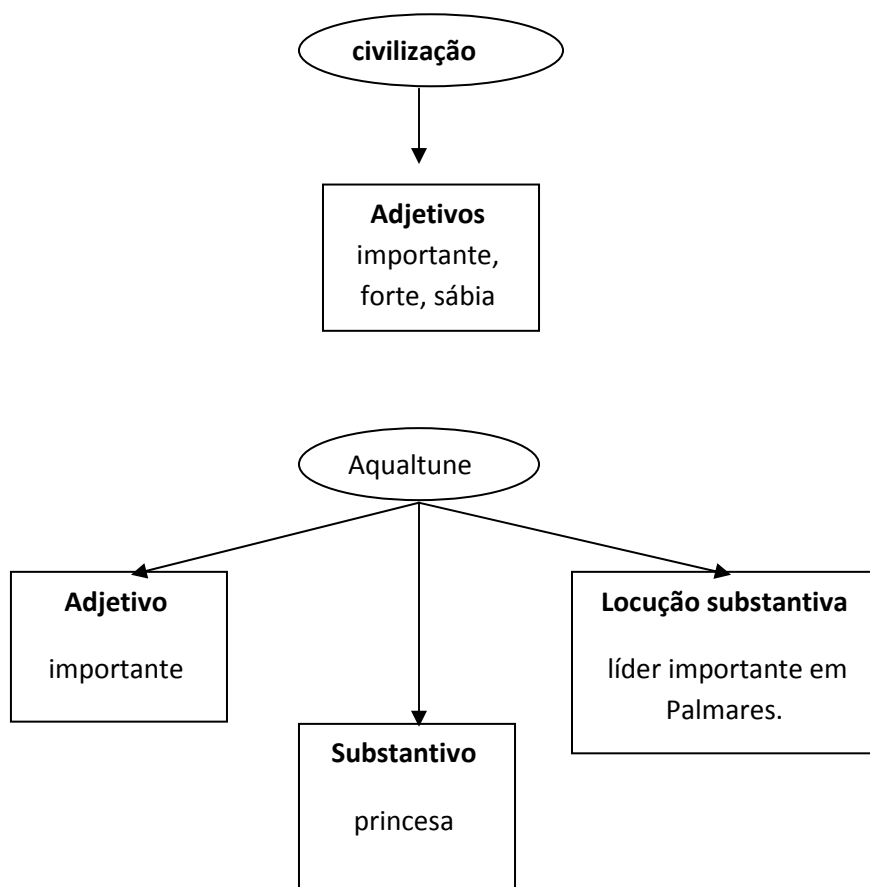 civilização
Adjetivos
importante,
forte, sábia
Aqualtune
Adjetivo
importante
Locução substantiva
líder importante em
Palmares.
Substantivo
princesa